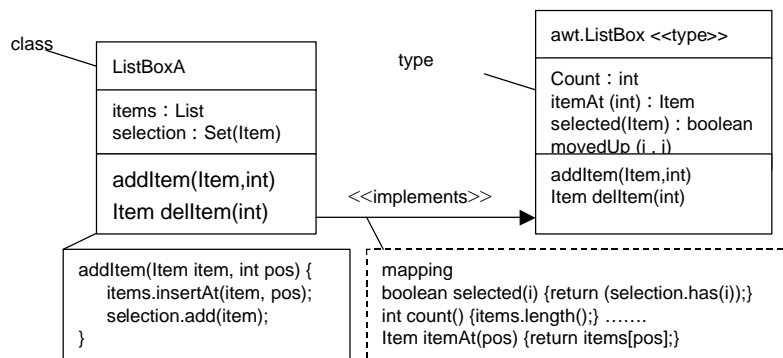 class
ListBoxA
items：List
selection：Set(Item)
addItem(Item,int)
Item delItem(int)
addItem(Item item, int pos) {
items.insertAt(item, pos);
selection.add(item);
}
type
awt.ListBox <<type>>
Count：int
itemAt (int)：Item
selected(Item)：boolean
movedUp (i , j)
addItem(Item,int)
Item delItem(int)
<<implements>>
mapping
boolean selected(i) {return (selection.has(i));}
int count() {items.length();} …….
Item itemAt(pos) {return items[pos];}